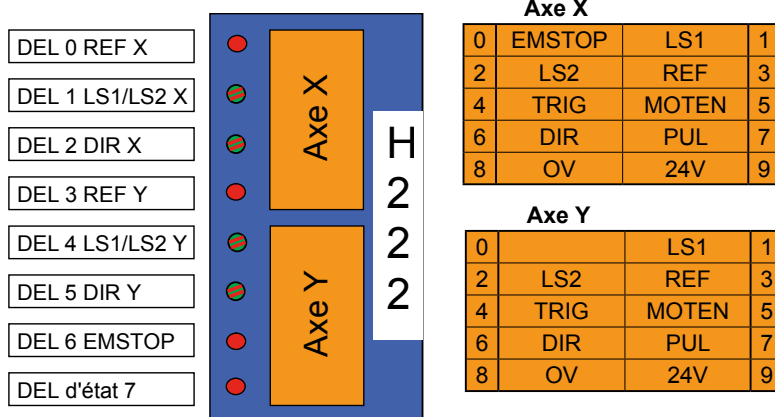 DEL 0 REF X
DEL 1 LS1/LS2 X
DEL 2 DIR X
DEL 3 REF Y
DEL 4 LS1/LS2 Y
DEL 5 DIR Y
DEL 6 EMSTOP
DEL d'état 7
Axe X
Axe Y
H
2
2
2
Axe X
0 EMSTOP LS1 1
2 LS2 REF 3
4 TRIG MOTEN 5
6 DIR PUL 7
8 OV 24V 9
Axe Y
0 LS1 1
2 LS2 REF 3
4 TRIG MOTEN 5
6 DIR PUL 7
8 OV 24V 9